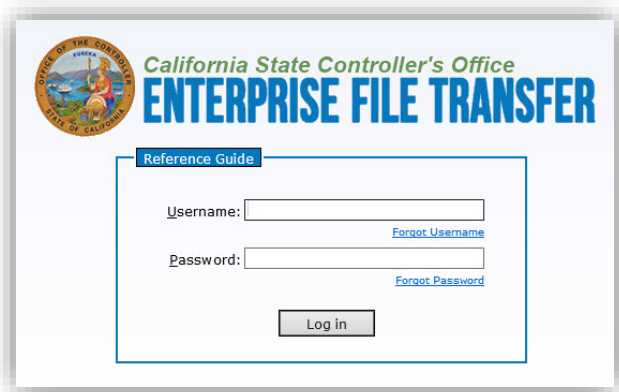 OFFICE OF THE CONTROLLER
EUREKA
STATE OF CALIFORNIA
California State Controller's Office
ENTERPRISE FILE TRANSFER
Reference Guide
Username:
Forgot Username
Password:
Forgot Password
Log in